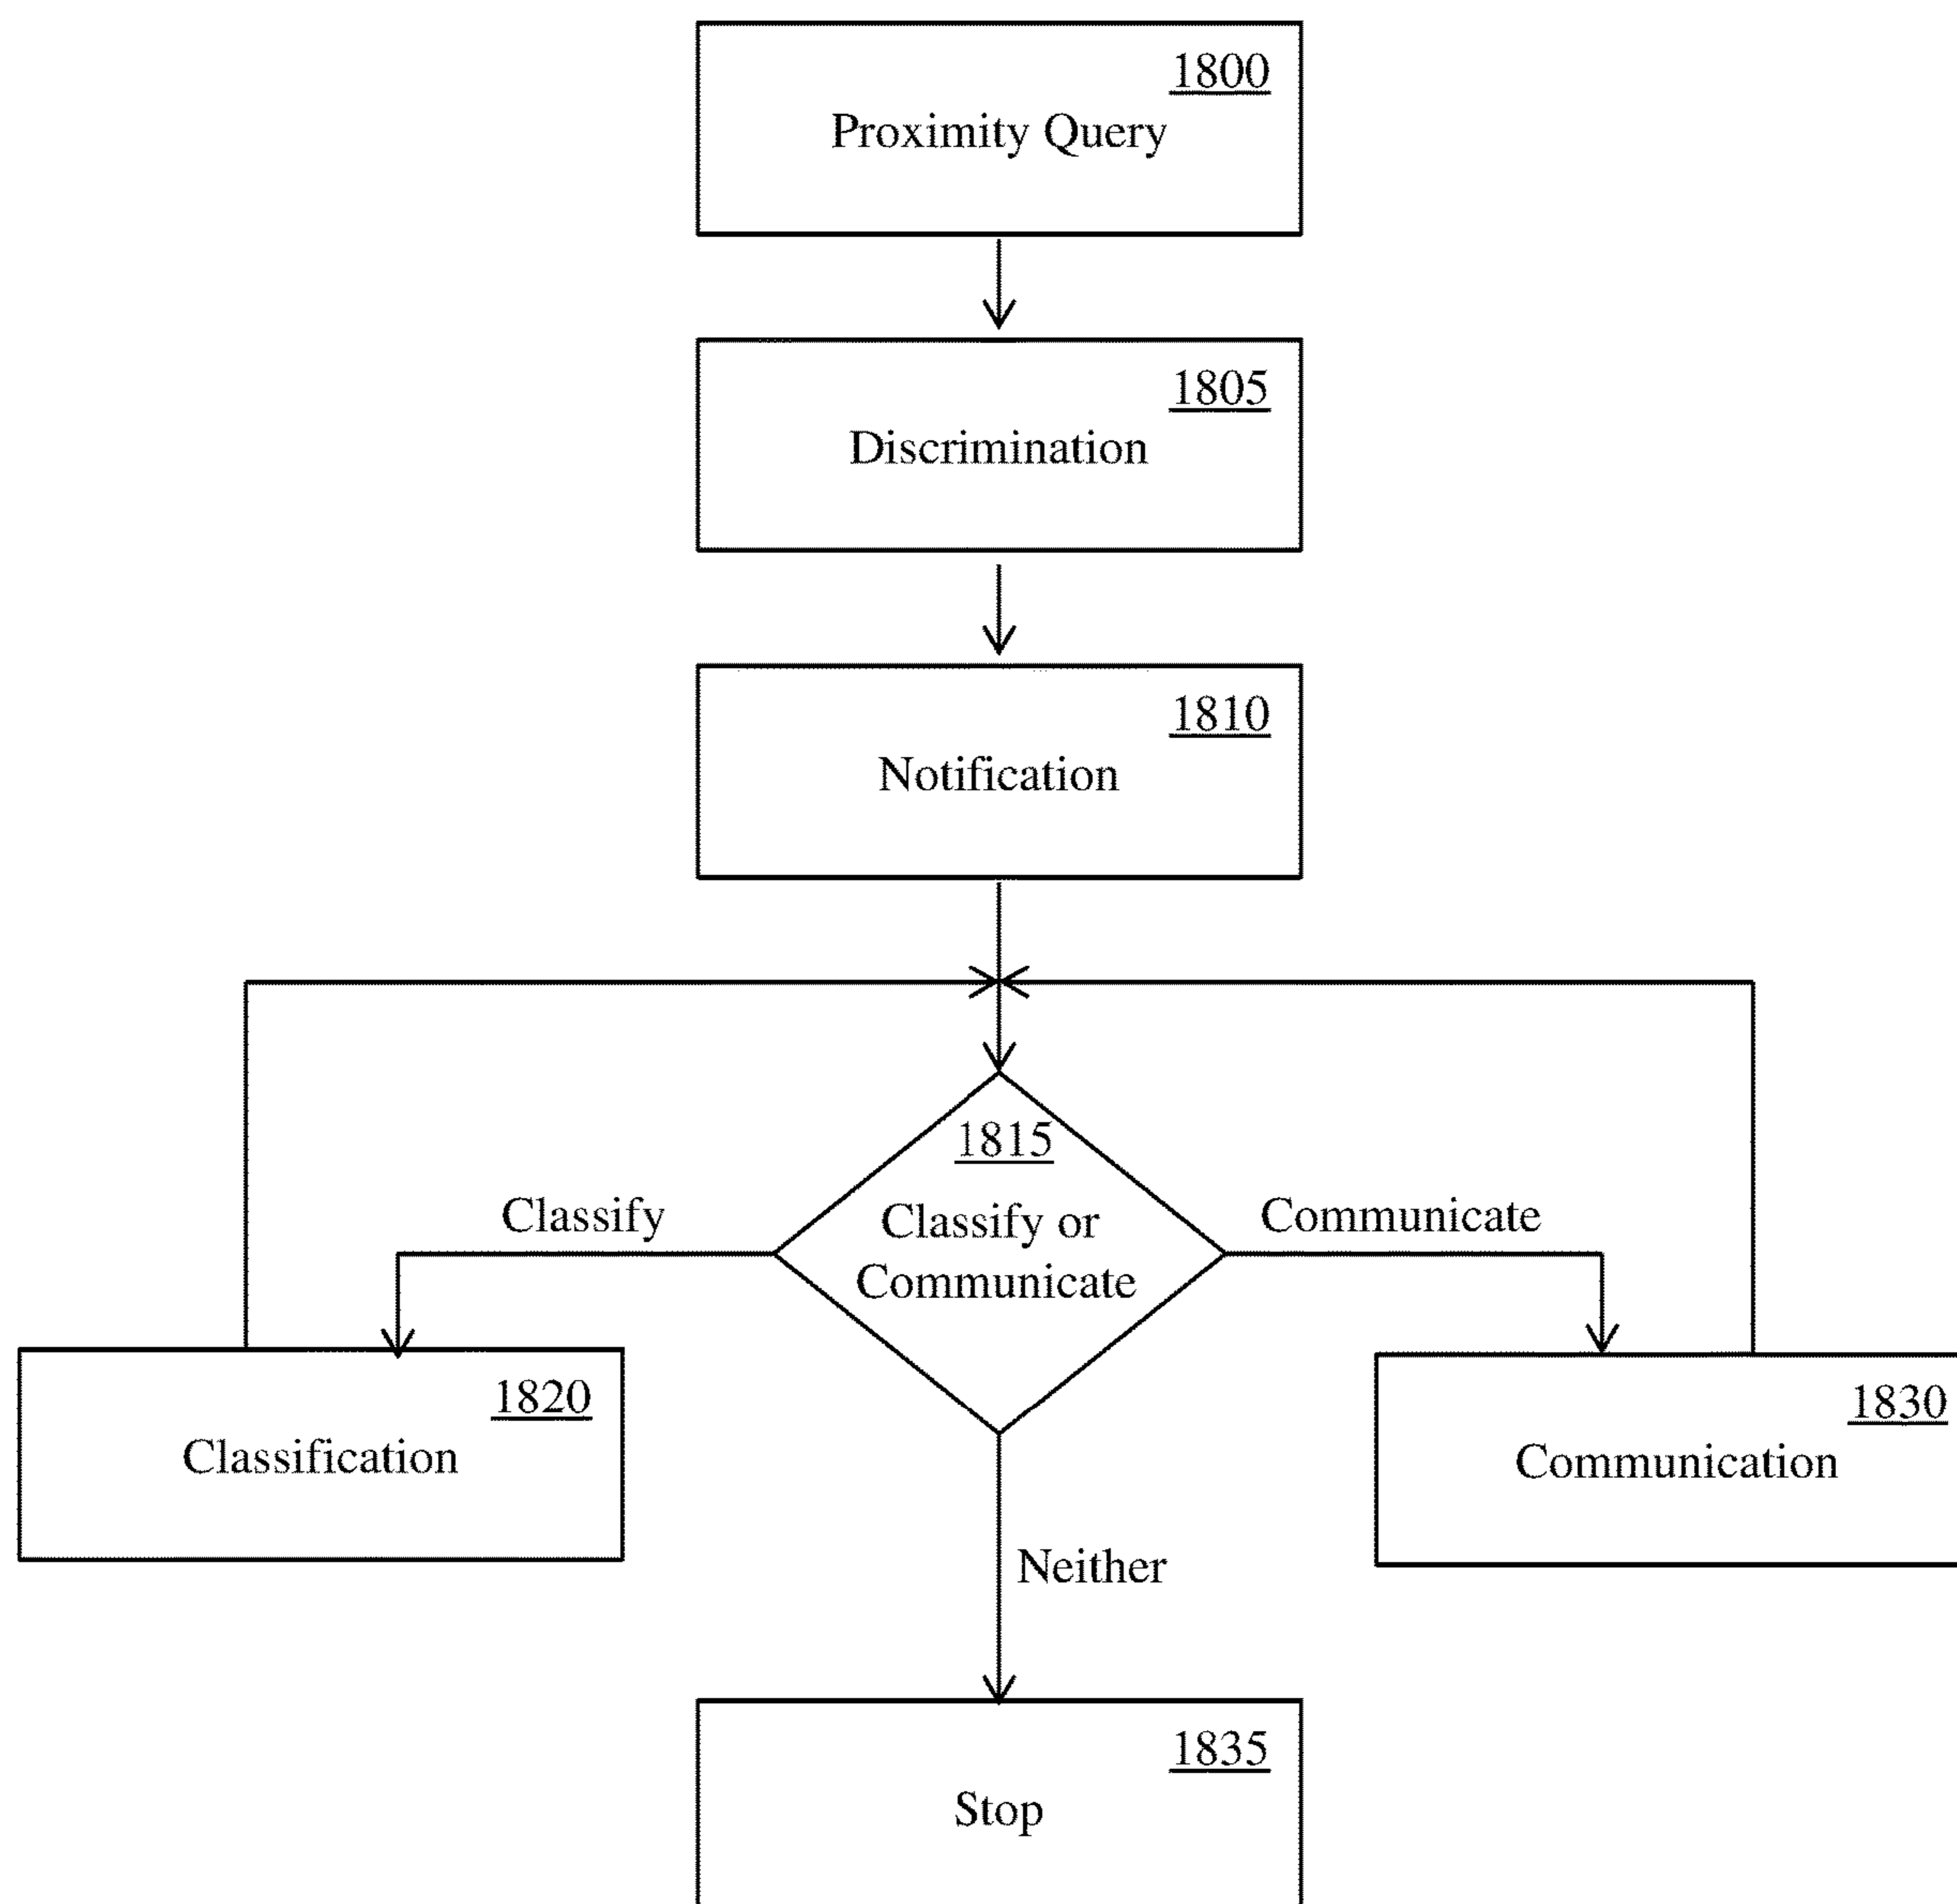 1800
Proximity Query
1805
Discrimination
1810
Notification
1815
Classify
Classify or
Communicate
Communicate
1820
Classification
1830
Communication
Neither
1835
Stop